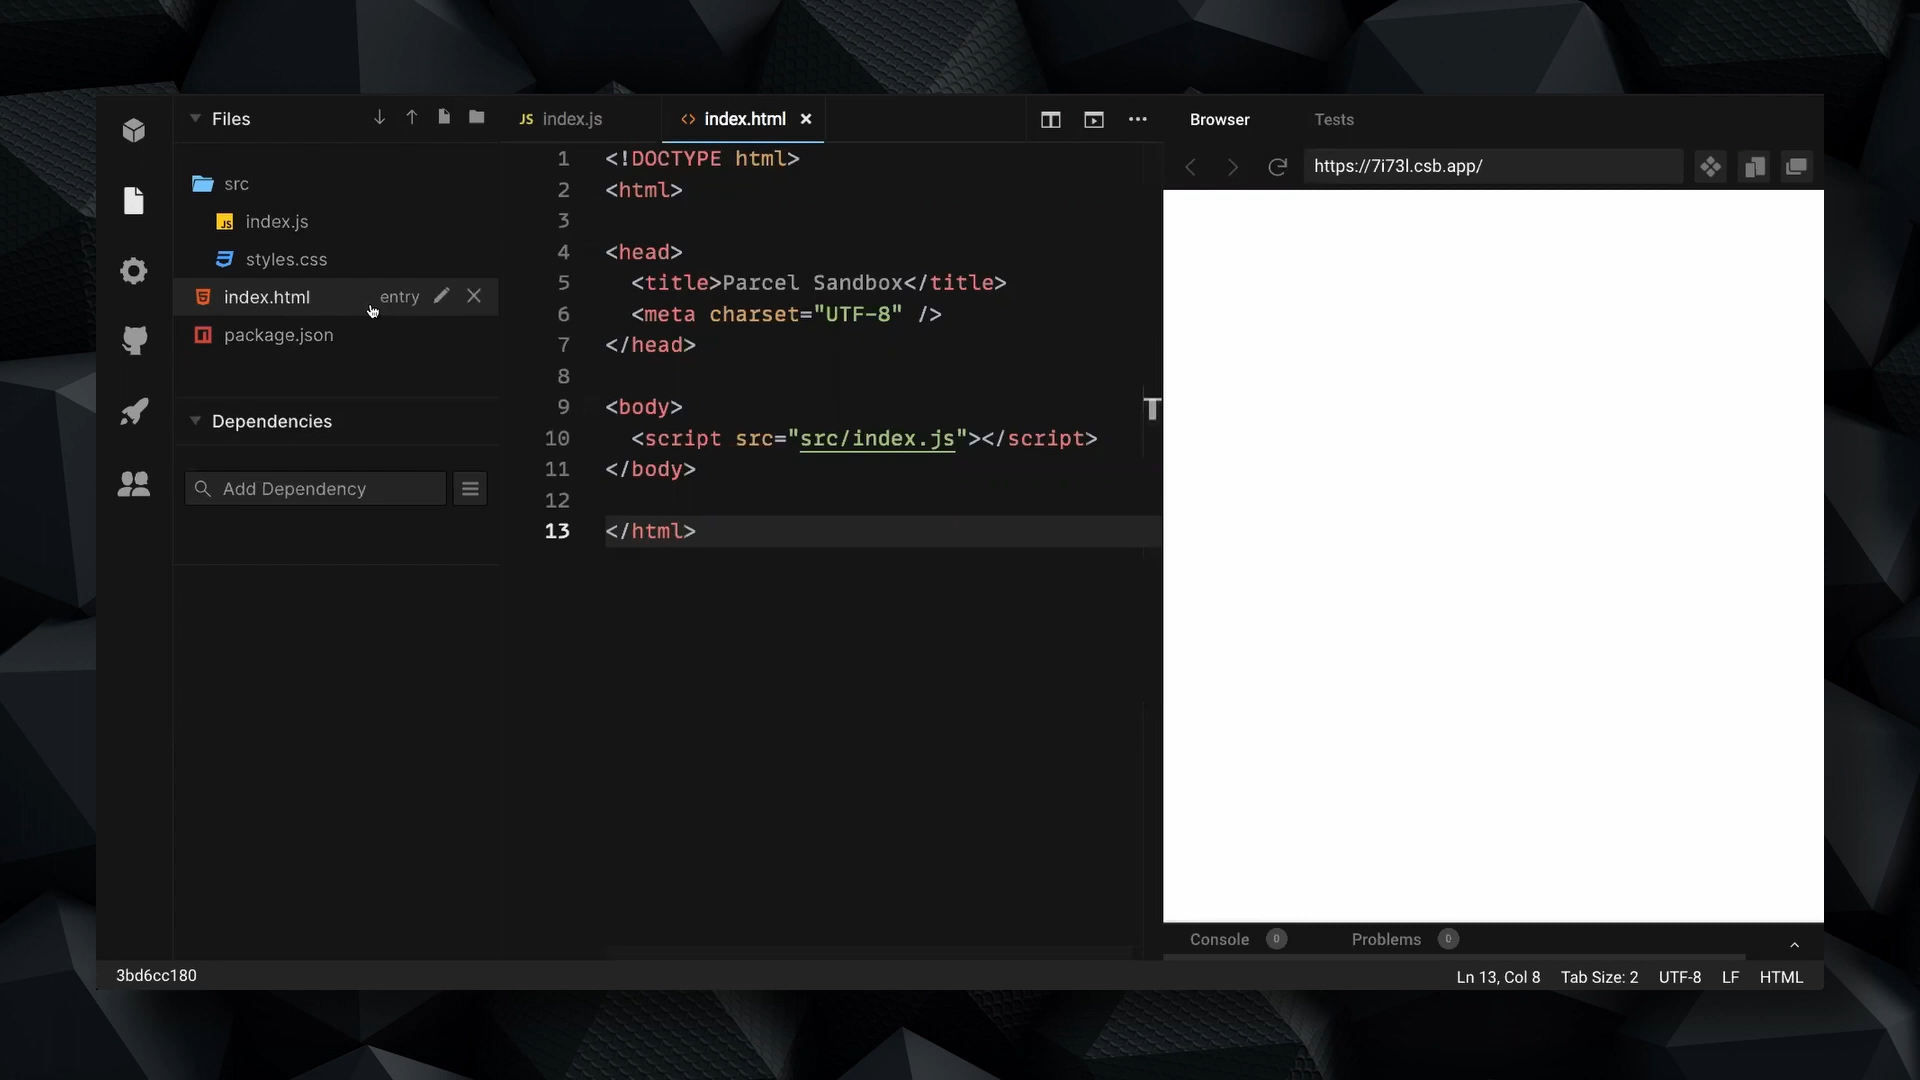 Files
JS index.js
index.html
Browser
Tests
https://7i73l.csb.app/
src
JS index.js
styles.css
index.html entry
package.json
Dependencies
Add Dependency
1 <!DOCTYPE html>
2 <html>
3
4 <head>
5 <title>Parcel Sandbox</title>
6 <meta charset="UTF-8" />
7 </head>
8
9 <body>
10 <script src="src/index.js"></script>
11 </body>
12
13 </html>
Console 0
Problems 0
3bd6cc180
Ln 13, Col 8 Tab Size: 2 UTF-8 LF HTML